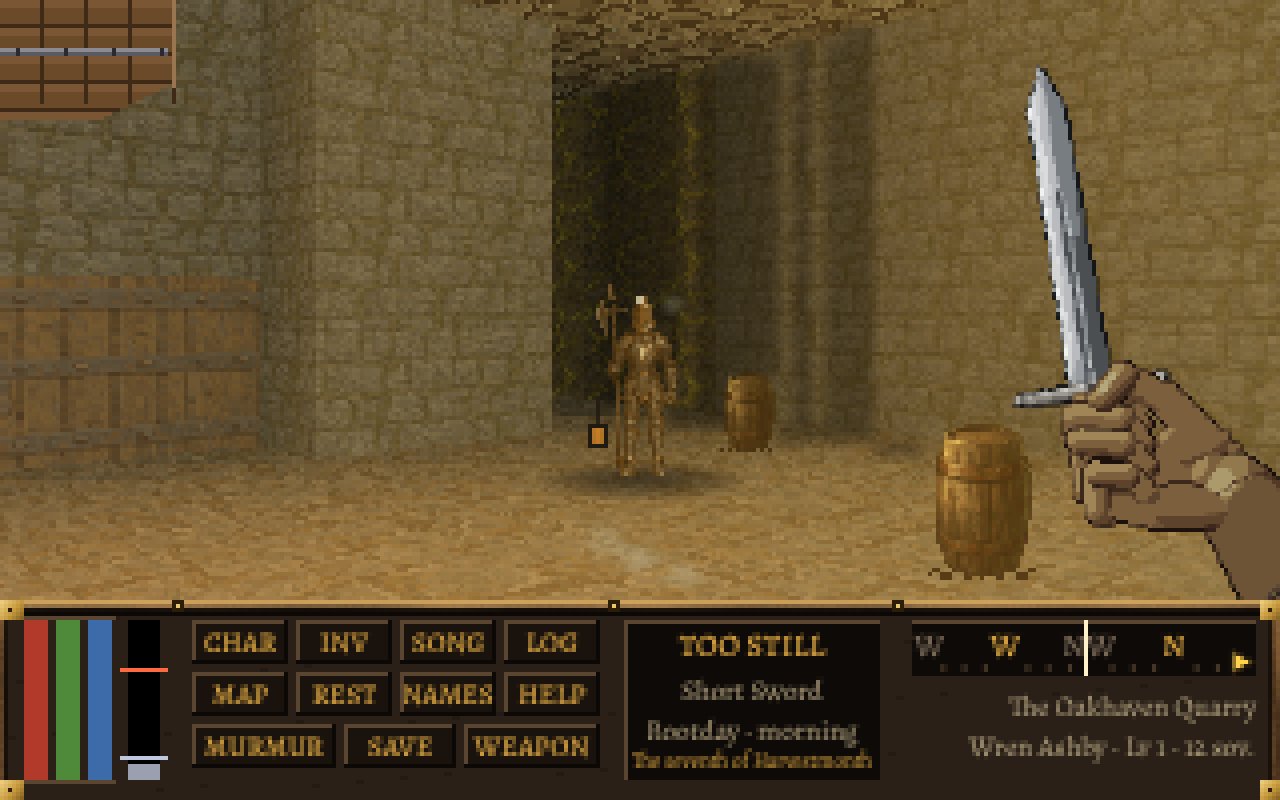 CHAR INV SONG LOG
MAP REST NAMES HELP
MURMUR SAVE WEAPON
TOO STILL
Short Sword
Rootday - morning
The seventh of Harvestmonth
W W NW N
The Oakhaven Quarry
Wren Ashby - Lv 1 - 12 sov.